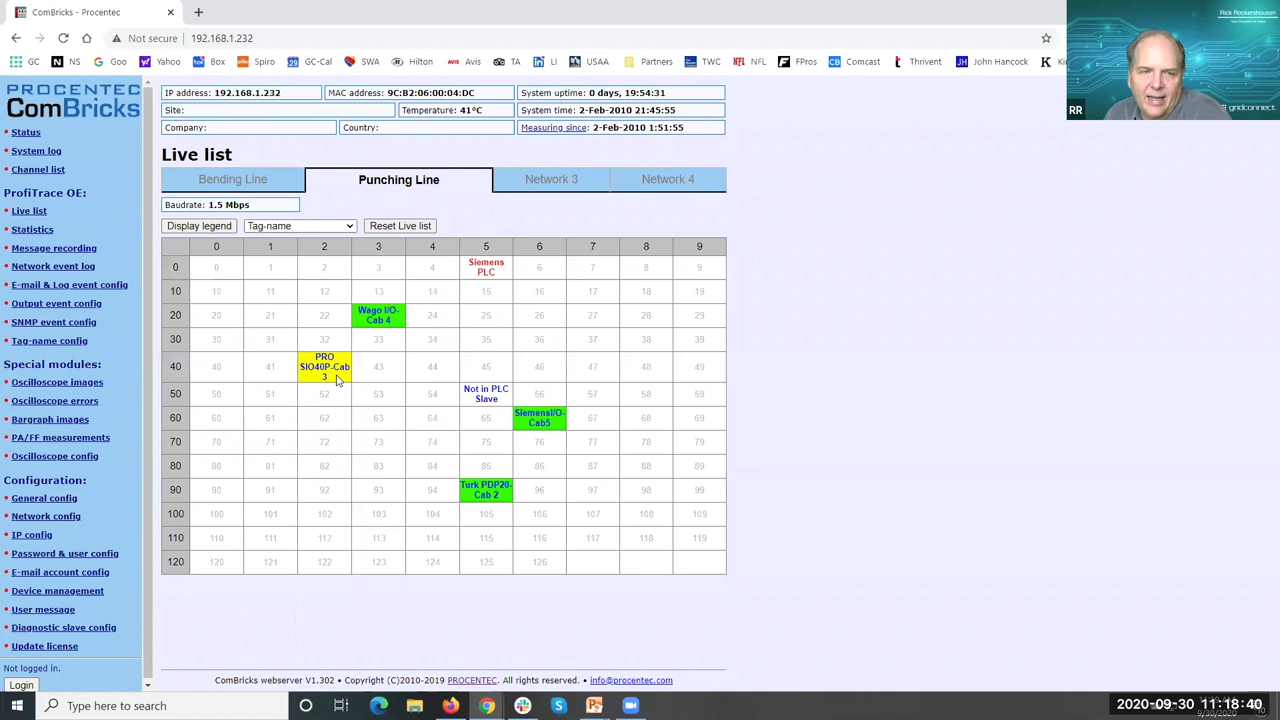 ComBricks - Procentec
Not secure | 192.168.1.232
GC NS Goo Yahoo Box Spiro GC-Cal Skip Hilton Avis TA IJ USAA Partners TWC NFL FPros Comcast Thrivent John Hancock
Rick Rockershousen
gridconnect
RR
PROCENTEC
ComBricks
Status
System log
Channel list
ProfiTrace OE:
Live list
Statistics
Message recording
Network event log
E-mail & Log event config
Output event config
SNMP event config
Tag-name config
Special modules:
Oscilloscope images
Oscilloscope errors
Bargraph images
PA/FF measurements
Oscilloscope config
Configuration:
General config
Network config
IP config
Password & user config
E-mail account config
Device management
User message
Diagnostic slave config
Update license
Not logged in.
Login
IP address: 192.168.1.232 MAC address: 9C:B2:06:00:04:DC System uptime: 0 days, 19:54:31
Site: Temperature: 41°C System time: 2-Feb-2010 21:45:55
Company: Country: Measuring since: 2-Feb-2010 1:51:55
Live list
Bending Line Punching Line Network 3 Network 4
Baudrate: 1.5 Mbps
Display legend Tag-name Reset Live list
0 1 2 3 4 5 6 7 8 9
0 0 1 2 3 4 Siemens PLC 6 7 8 9
10 10 11 12 13 14 15 16 17 18 19
20 20 21 22 Wago I/O-Cab 4 24 25 26 27 28 29
30 30 31 32 33 34 35 36 37 38 39
40 40 41 PRO SIO40P-Cab 3 43 44 45 46 47 48 49
50 50 51 52 53 54 Not in PLC Slave 56 57 58 59
60 60 61 62 63 64 65 SiemensI/O-Cab5 67 68 69
70 70 71 72 73 74 75 76 77 78 79
80 80 81 82 83 84 85 86 87 88 89
90 90 91 92 93 94 Turk PDP20-Cab 2 96 97 98 99
100 100 101 102 103 104 105 106 107 108 109
110 110 111 112 113 114 115 116 117 118 119
120 120 121 122 123 124 125 126
ComBricks webserver V1.302 • Copyright (C)2010-2019 PROCENTEC. All rights reserved. • info@procentec.com
Type here to search
2020-09-30 11:18:40